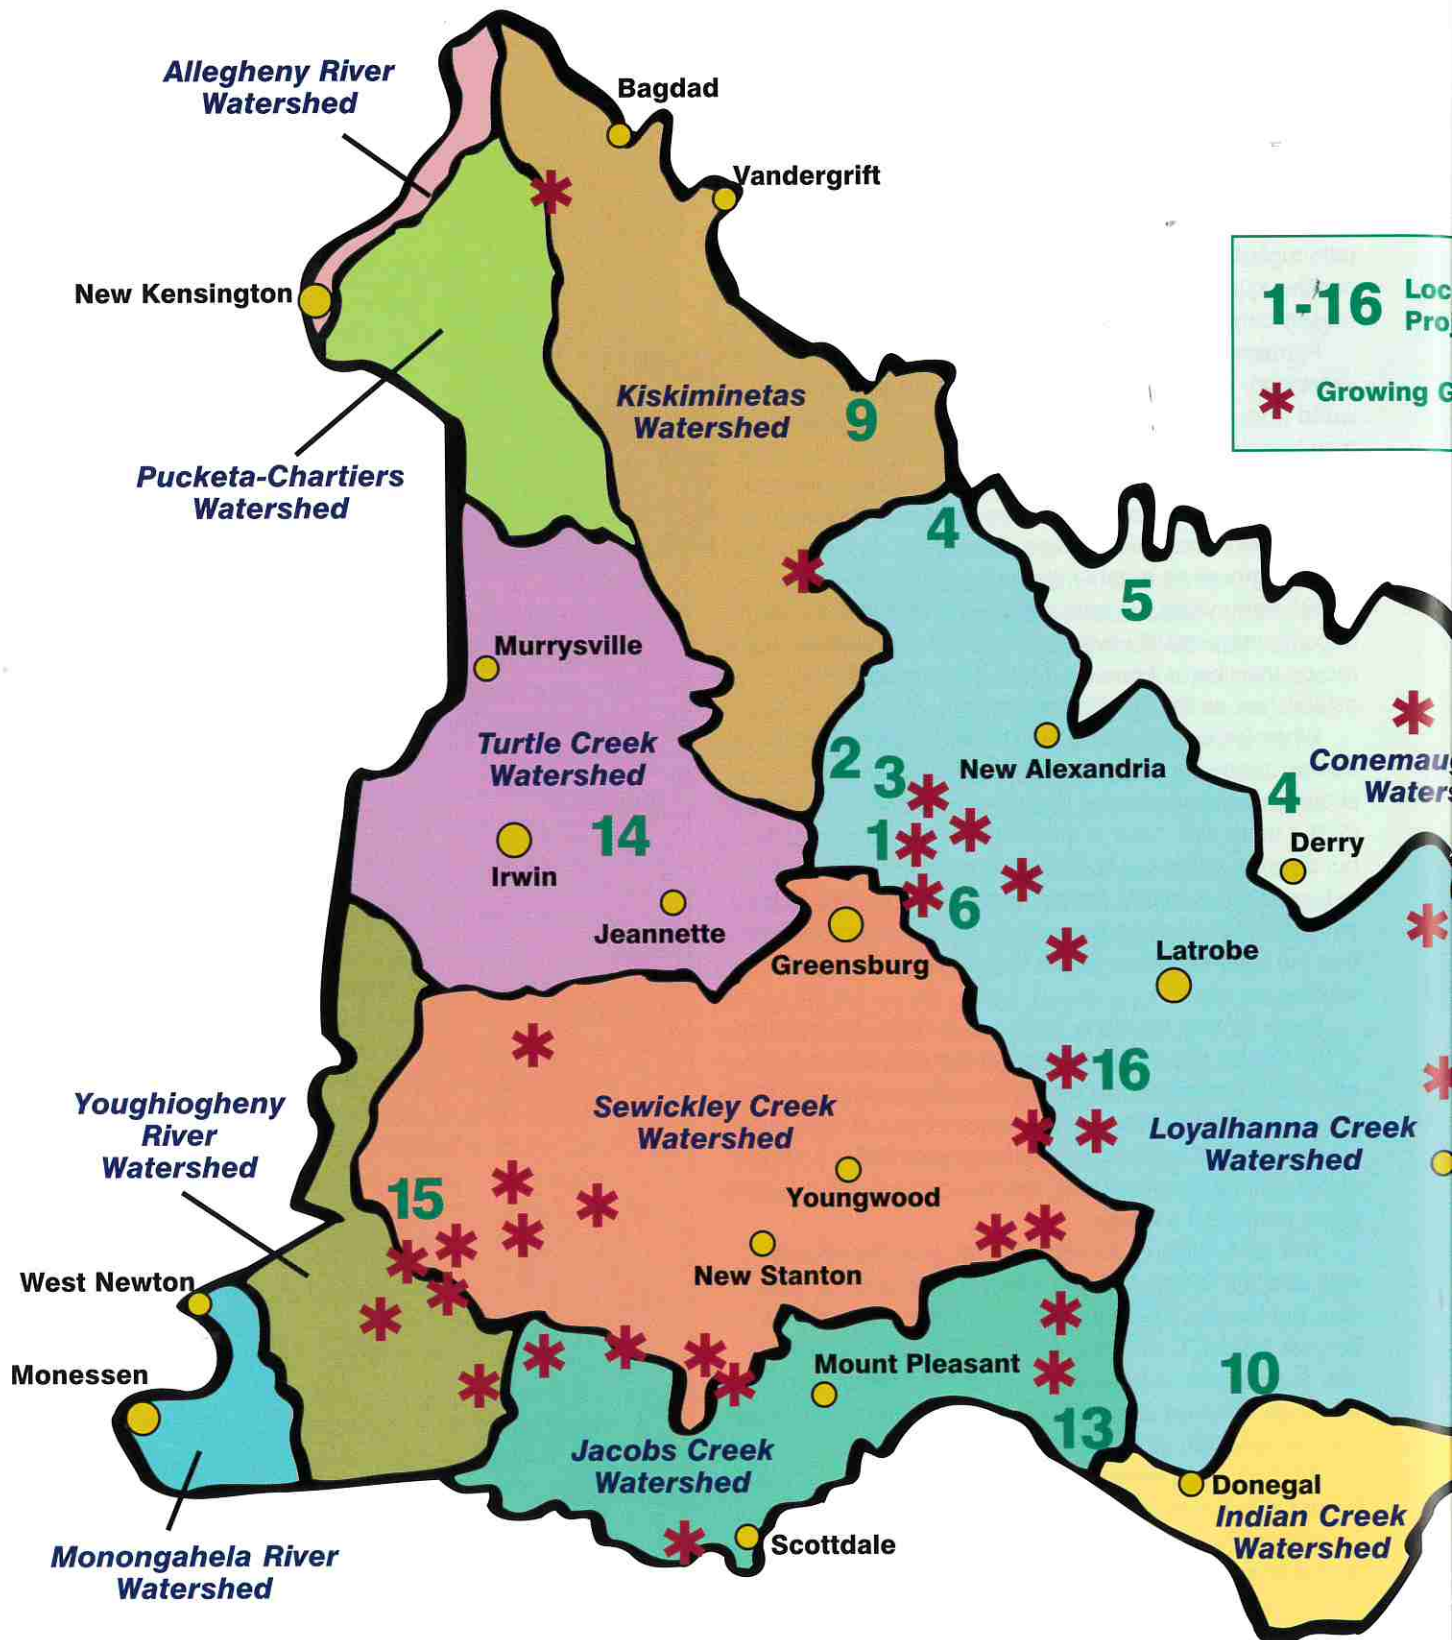 Allegheny River
Watershed
Bagdad
Vandergrift
New Kensington
1-16
Growing
Kiskiminetas
Watershed
9
Pucketa-Chartiers
Watershed
4
5
Murrysville
Turtle Creek
Watershed
2
3
New Alexandria
4
1
Derry
14
Irwin
6
Jeannette
Greensburg
Latrobe
Youghiogheny
River
Watershed
Sewickley Creek
Watershed
16
Loyalhanna Creek
Watershed
15
Youngwood
West Newton
New Stanton
Monessen
Mount Pleasant
10
13
Jacobs Creek
Watershed
Donegal
Indian Creek
Watershed
Scottdale
Monongahela River
Watershed